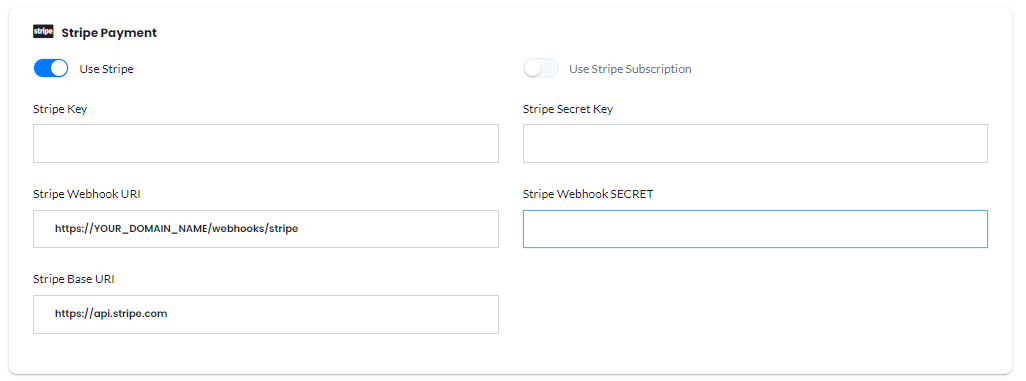 stripe Stripe Payment
Use Stripe
Use Stripe Subscription
Stripe Key
Stripe Secret Key
Stripe Webhook URI
Stripe Webhook SECRET
https://YOUR_DOMAIN_NAME/webhooks/stripe
Stripe Base URI
https://api.stripe.com